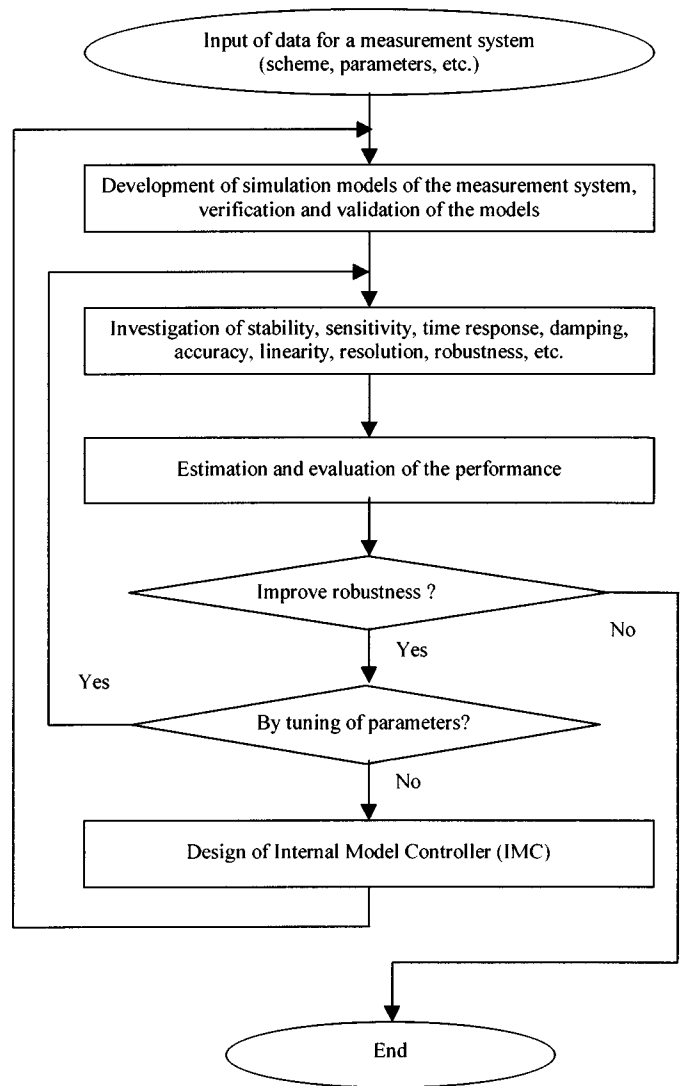 Input of data for a measurement system
(scheme, parameters, etc.)
Development of simulation models of the measurement system,
verification and validation of the models
Investigation of stability, sensitivity, time response, damping,
accuracy, linearity, resolution, robustness, etc.
Estimation and evaluation of the performance
Improve robustness ?
No
Yes
Yes
By tuning of parameters?
No
Design of Internal Model Controller (IMC)
End